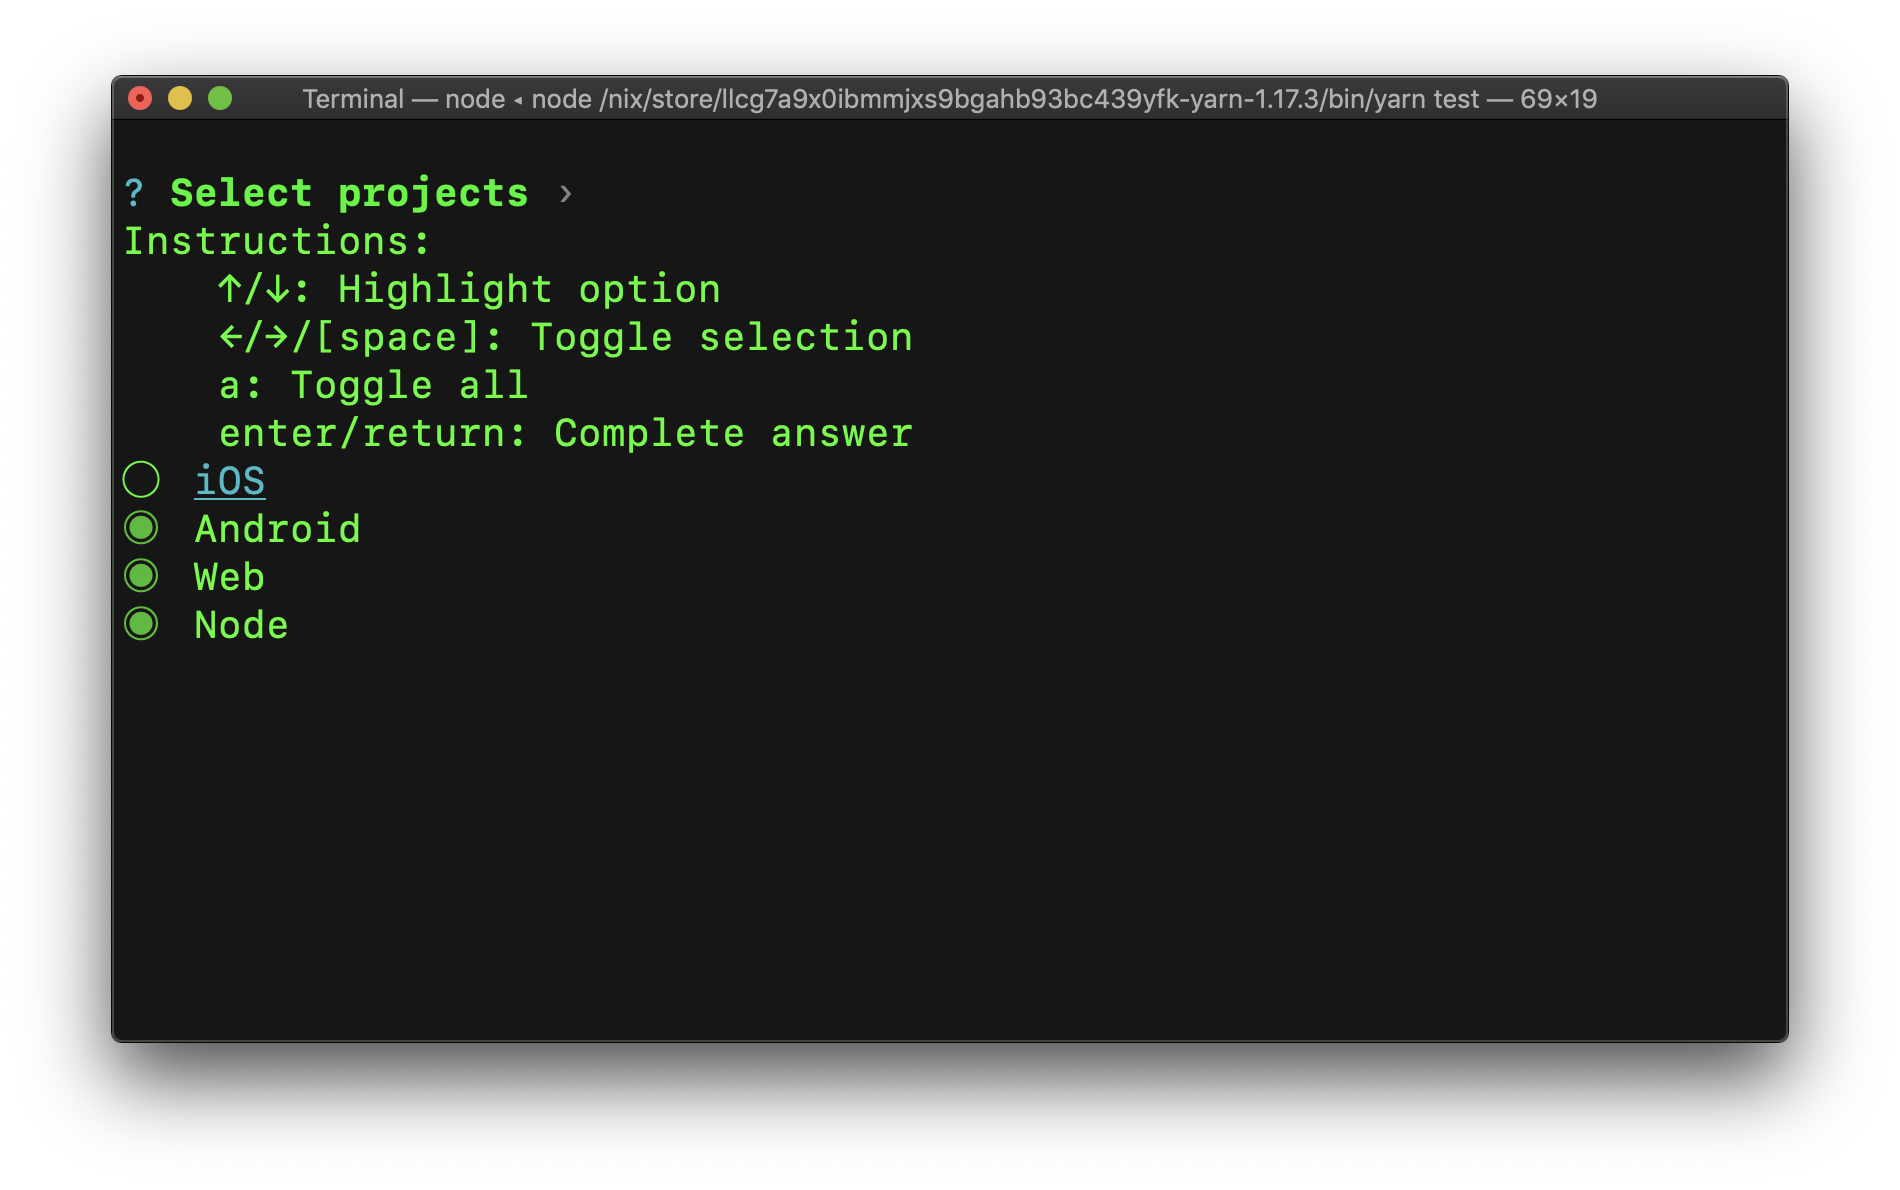 Terminal — node ◂ node /nix/store/llcg7a9x0ibmmjxs9bgahb93bc439yfk-yarn-1.17.3/bin/yarn test — 69×19
? Select projects ›
Instructions:
↑/↓: Highlight option
←/→/[space]: Toggle selection
a: Toggle all
enter/return: Complete answer
◯ iOS
◉ Android
◉ Web
◉ Node